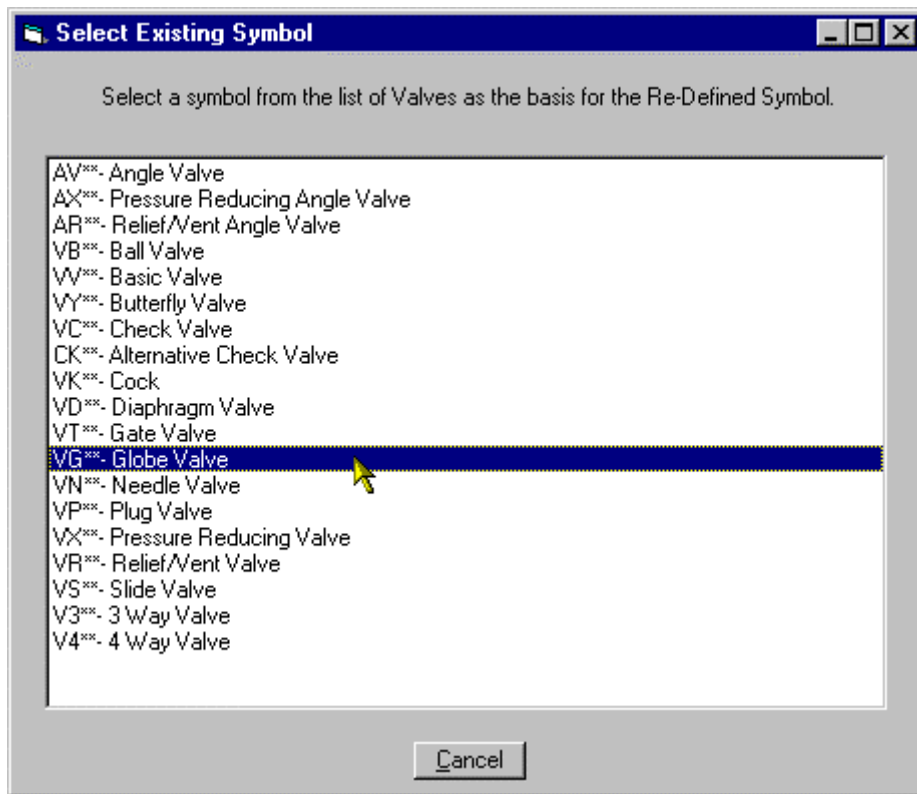 Select Existing Symbol
Select a symbol from the list of Valves as the basis for the Re-Defined Symbol.
AV**- Angle Valve
AX**- Pressure Reducing Angle Valve
AR**- Relief/Vent Angle Valve
VB**- Ball Valve
VV**- Basic Valve
VY**- Butterfly Valve
VC**- Check Valve
CK**- Alternative Check Valve
VK**- Cock
VD**- Diaphragm Valve
VT**- Gate Valve
VG**- Globe Valve
VN**- Needle Valve
VP**- Plug Valve
VX**- Pressure Reducing Valve
VR**- Relief/Vent Valve
VS**- Slide Valve
V3**- 3 Way Valve
V4**- 4 Way Valve
Cancel